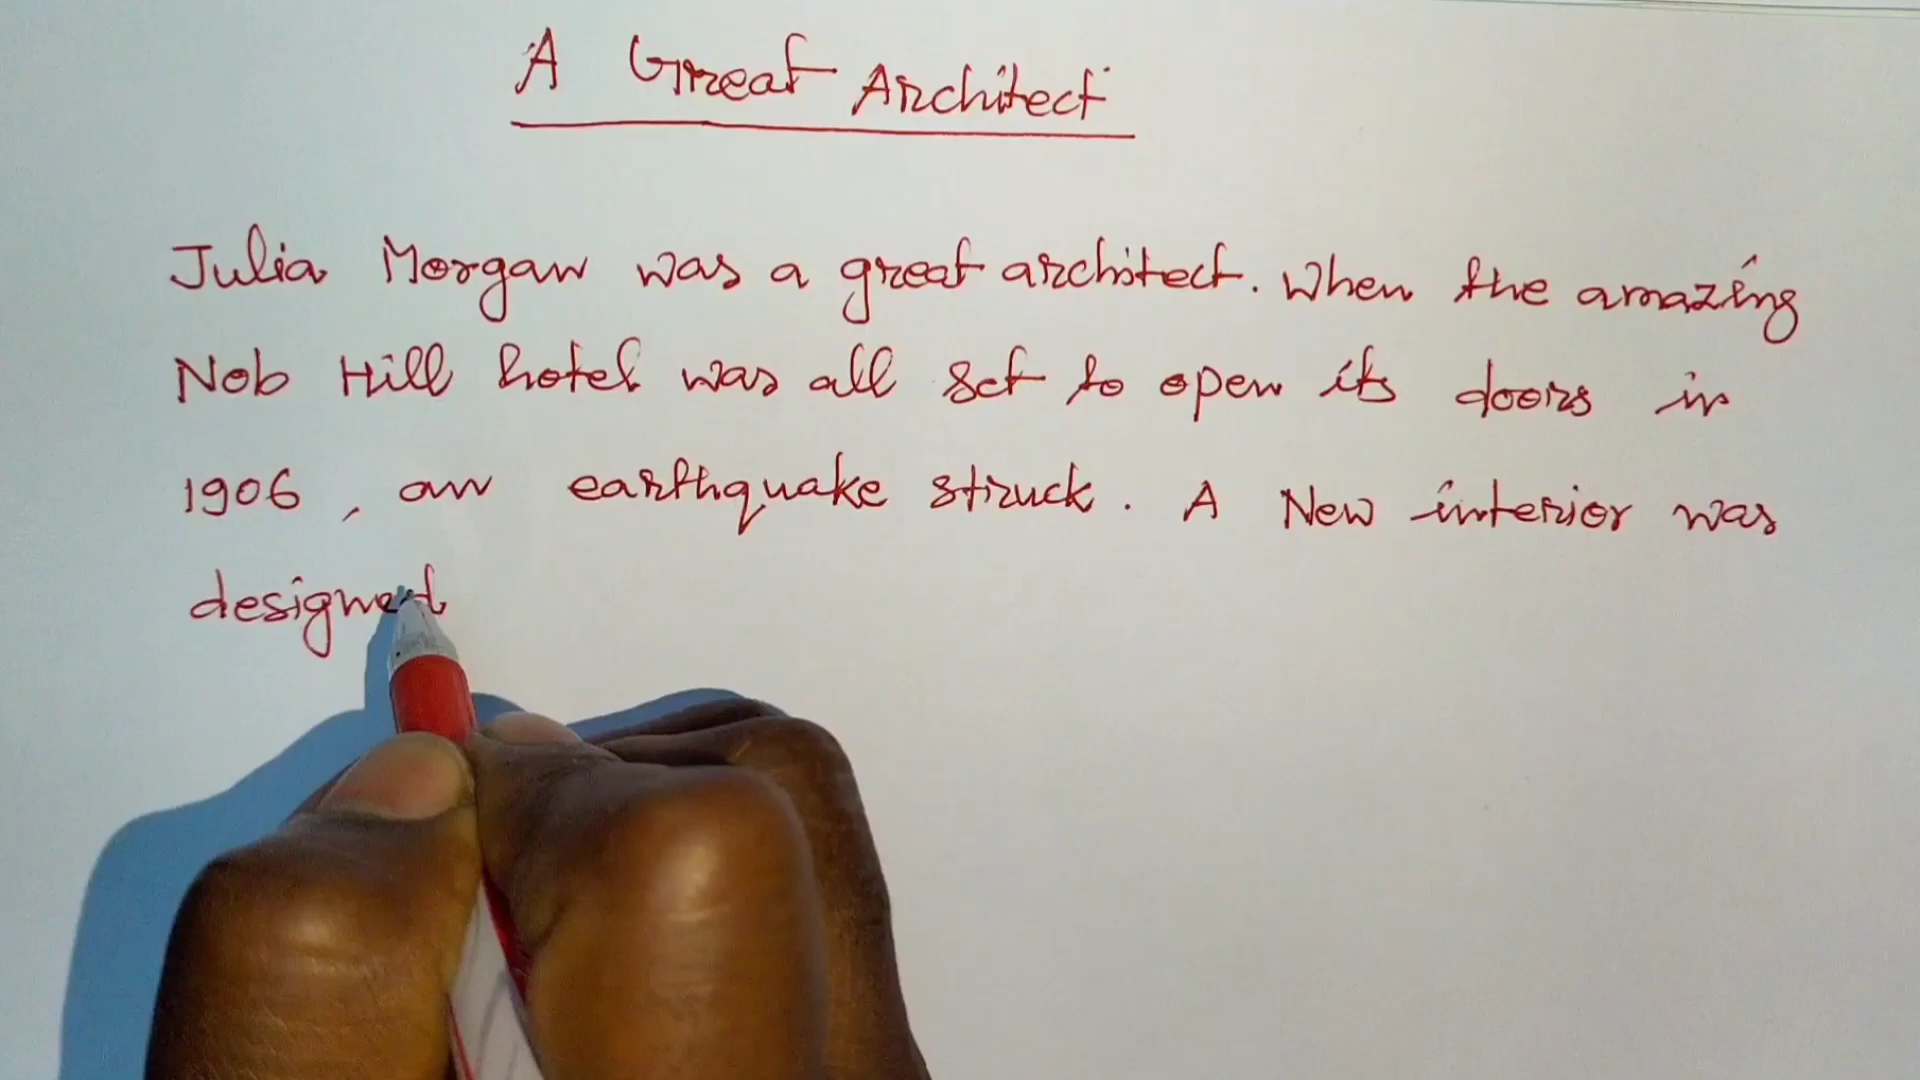 A Great Architect
Julia Morgan was a great architect. When the amazing
Nob Hill hotel was all set to open its doors in
1906, an earthquake struck. A New interior was
designed